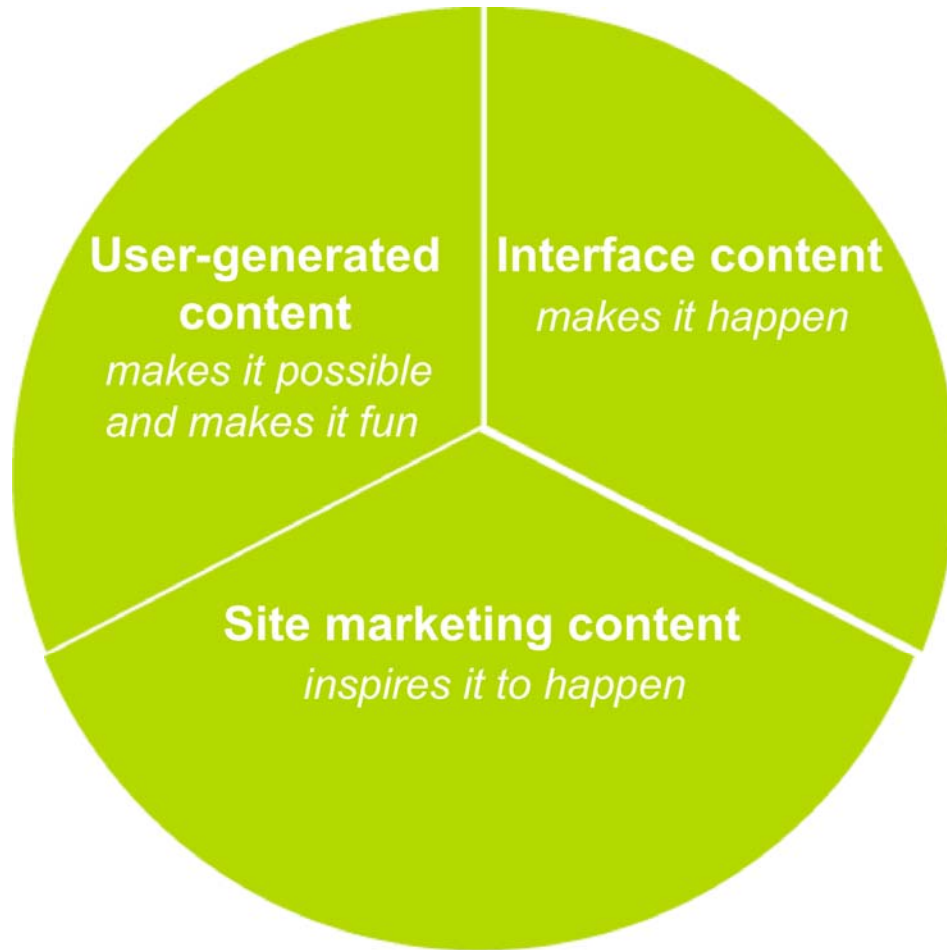 User-generated
content
makes it possible
and makes it fun
Interface content
makes it happen
Site marketing content
inspires it to happen